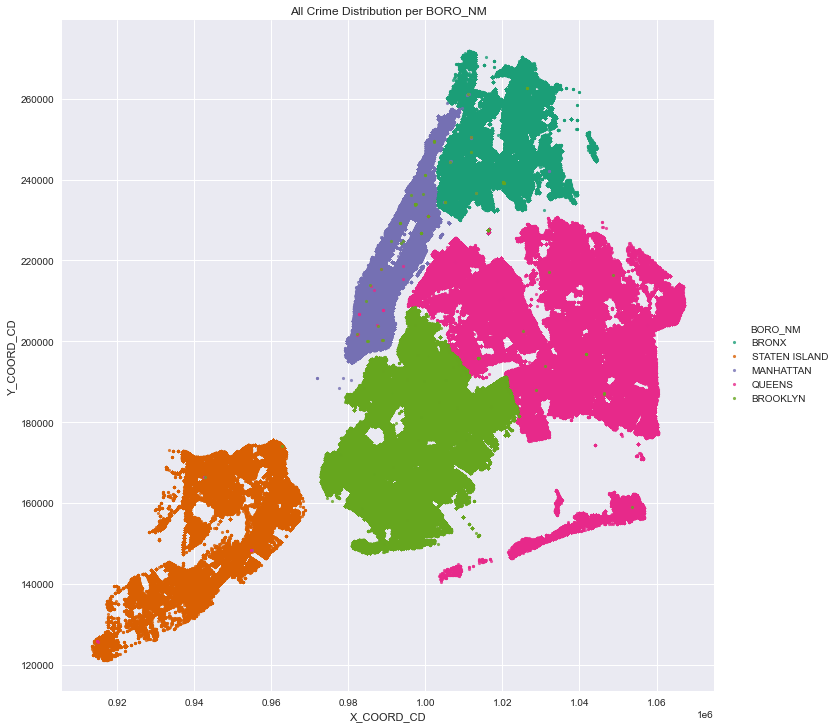 All Crime Distribution per BORO_NM
Y_COORD_CD
260000
240000
220000
200000
180000
160000
140000
120000
0.92
0.94
0.96
0.98
1.00
1.02
1.04
1.06
1e6
X_COORD_CD
BORO_NM
BRONX
STATEN ISLAND
MANHATTAN
QUEENS
BROOKLYN